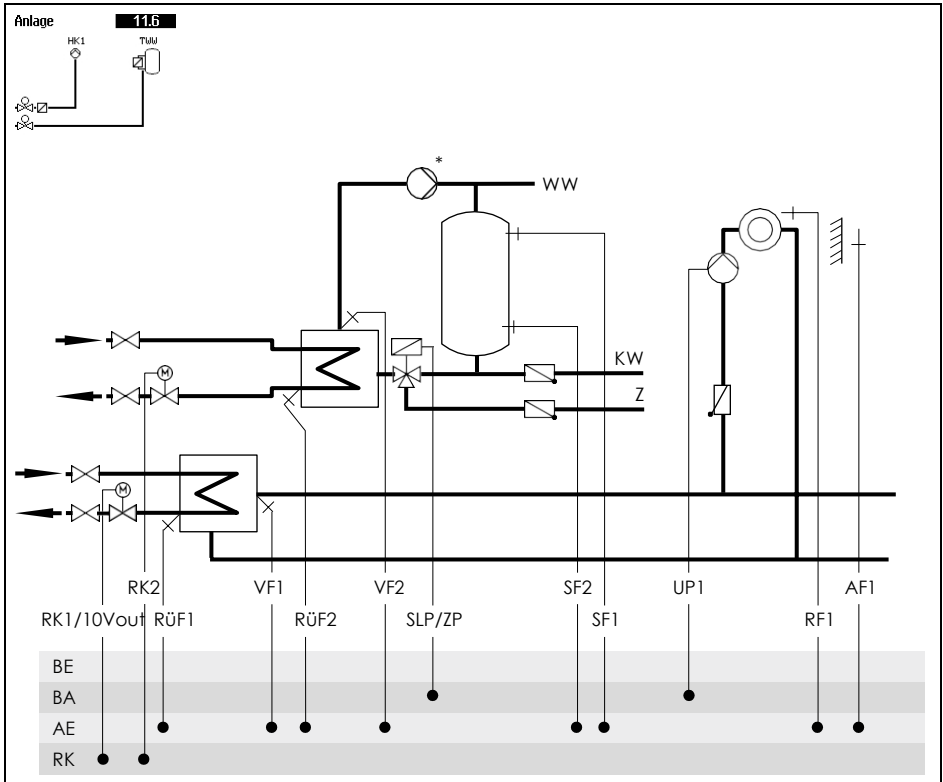 Anlage 11.6
HK1 TWW
*
WW
KW
Z
M
M
RK2 VF1 VF2 SF2 UP1 AF1
RK1/10Vout RüF1 RüF2 SLP/ZP SF1 RF1
BE
BA
AE
RK